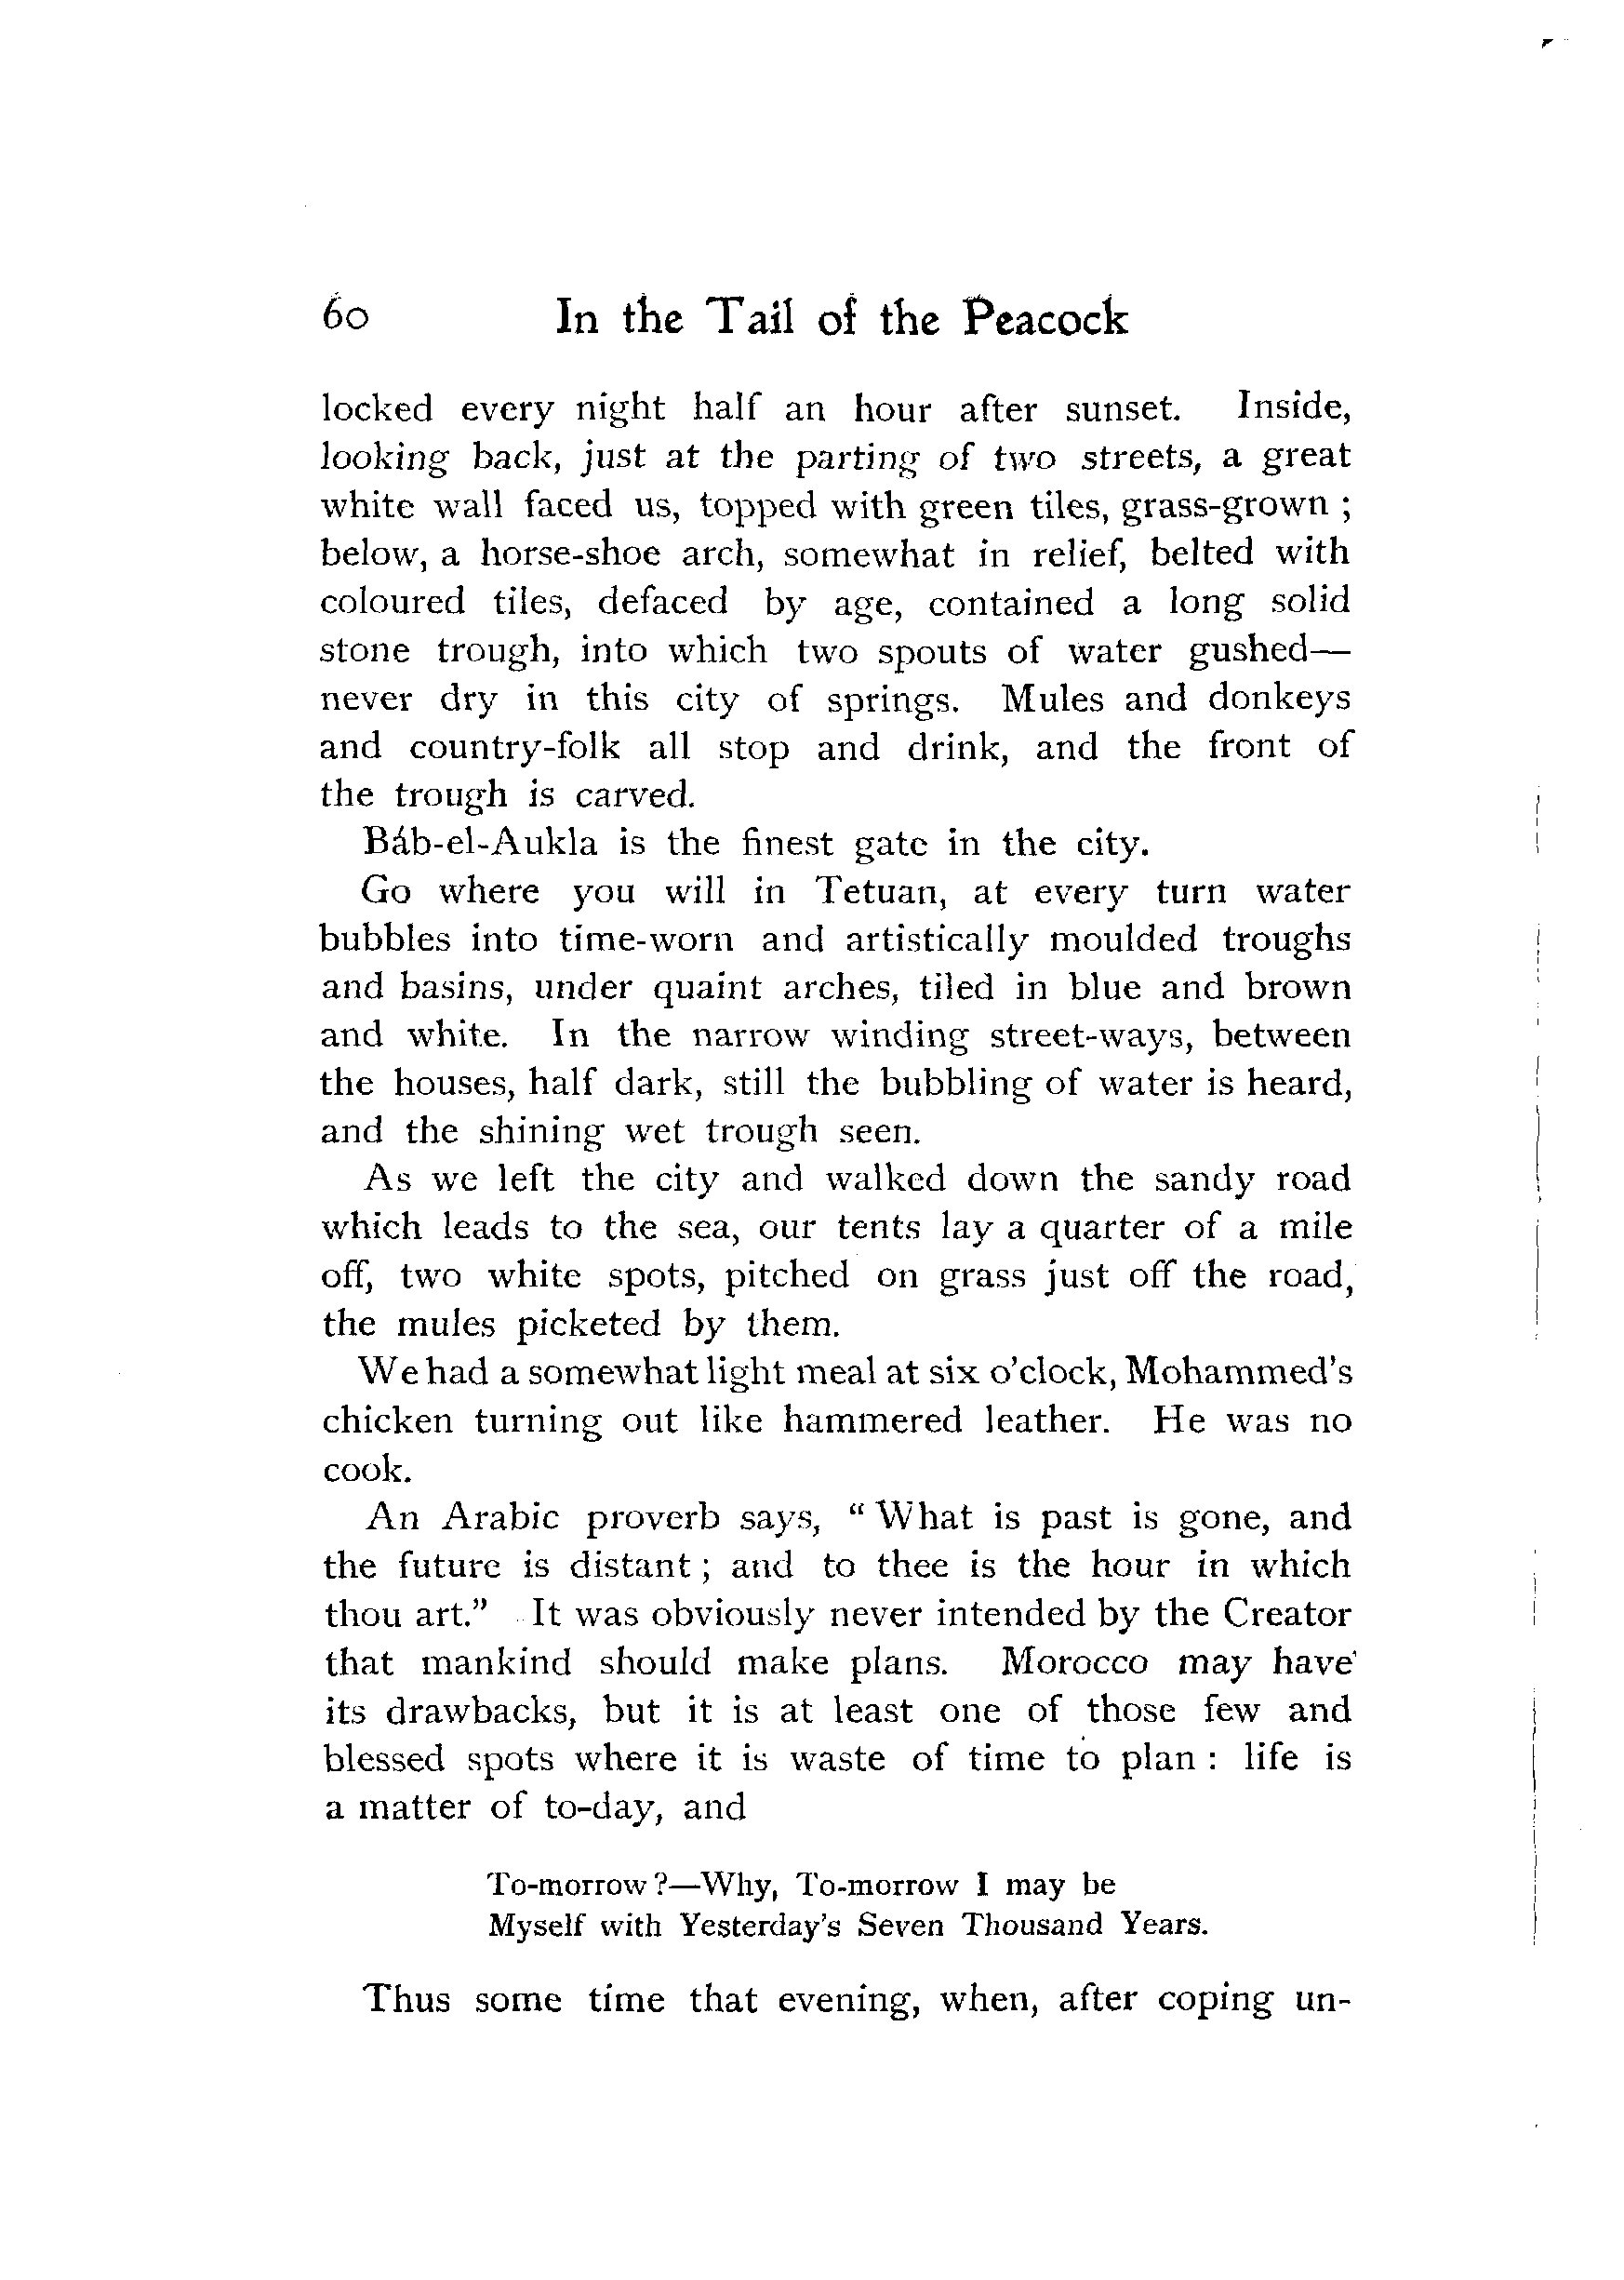 60 In the Tail of the Peacock
locked every night half an hour after sunset. Inside,
looking back, just at the parting of two streets, a great
white wall faced us, topped with green tiles, grass-grown ;
below, a horse-shoe arch, somewhat in relief, belted with
coloured tiles, defaced by age, contained a long solid
stone trough, into which two spouts of water gushed—
never dry in this city of springs. Mules and donkeys
and country-folk all stop and drink, and the front of
the trough is carved.
Báb-el-Aukla is the finest gate in the city.
Go where you will in Tetuan, at every turn water
bubbles into time-worn and artistically moulded troughs
and basins, under quaint arches, tiled in blue and brown
and white. In the narrow winding street-ways, between
the houses, half dark, still the bubbling of water is heard,
and the shining wet trough seen.
As we left the city and walked down the sandy road
which leads to the sea, our tents lay a quarter of a mile
off, two white spots, pitched on grass just off the road,
the mules picketed by them.
We had a somewhat light meal at six o'clock, Mohammed's
chicken turning out like hammered leather. He was no
cook.
An Arabic proverb says, “ What is past is gone, and
the future is distant ; and to thee is the hour in which
thou art.” It was obviously never intended by the Creator
that mankind should make plans. Morocco may have
its drawbacks, but it is at least one of those few and
blessed spots where it is waste of time to plan : life is
a matter of to-day, and
To-morrow ?—Why, To-morrow I may be
Myself with Yesterday's Seven Thousand Years.
Thus some time that evening, when, after coping un-